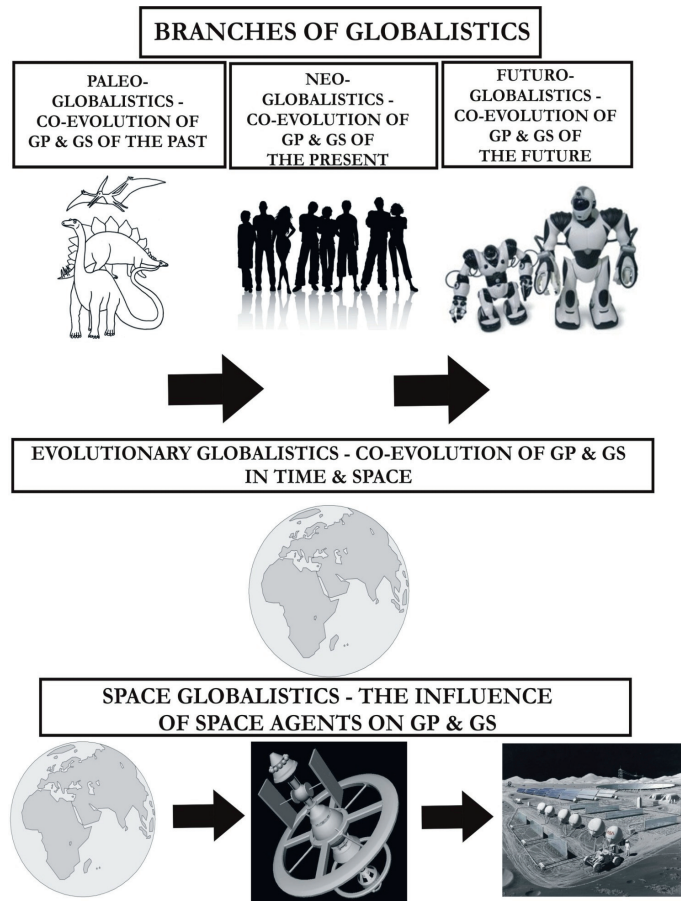 BRANCHES OF GLOBALISTICS
PALEO-
GLOBALISTICS -
CO-EVOLUTION OF
GP & GS OF THE PAST
NEO-
GLOBALISTICS -
CO-EVOLUTION OF
GP & GS OF
THE PRESENT
FUTURO-
GLOBALISTICS -
CO-EVOLUTION OF
GP & GS OF
THE FUTURE
EVOLUTIONARY GLOBALISTICS - CO-EVOLUTION OF GP & GS
IN TIME & SPACE
SPACE GLOBALISTICS - THE INFLUENCE
OF SPACE AGENTS ON GP & GS